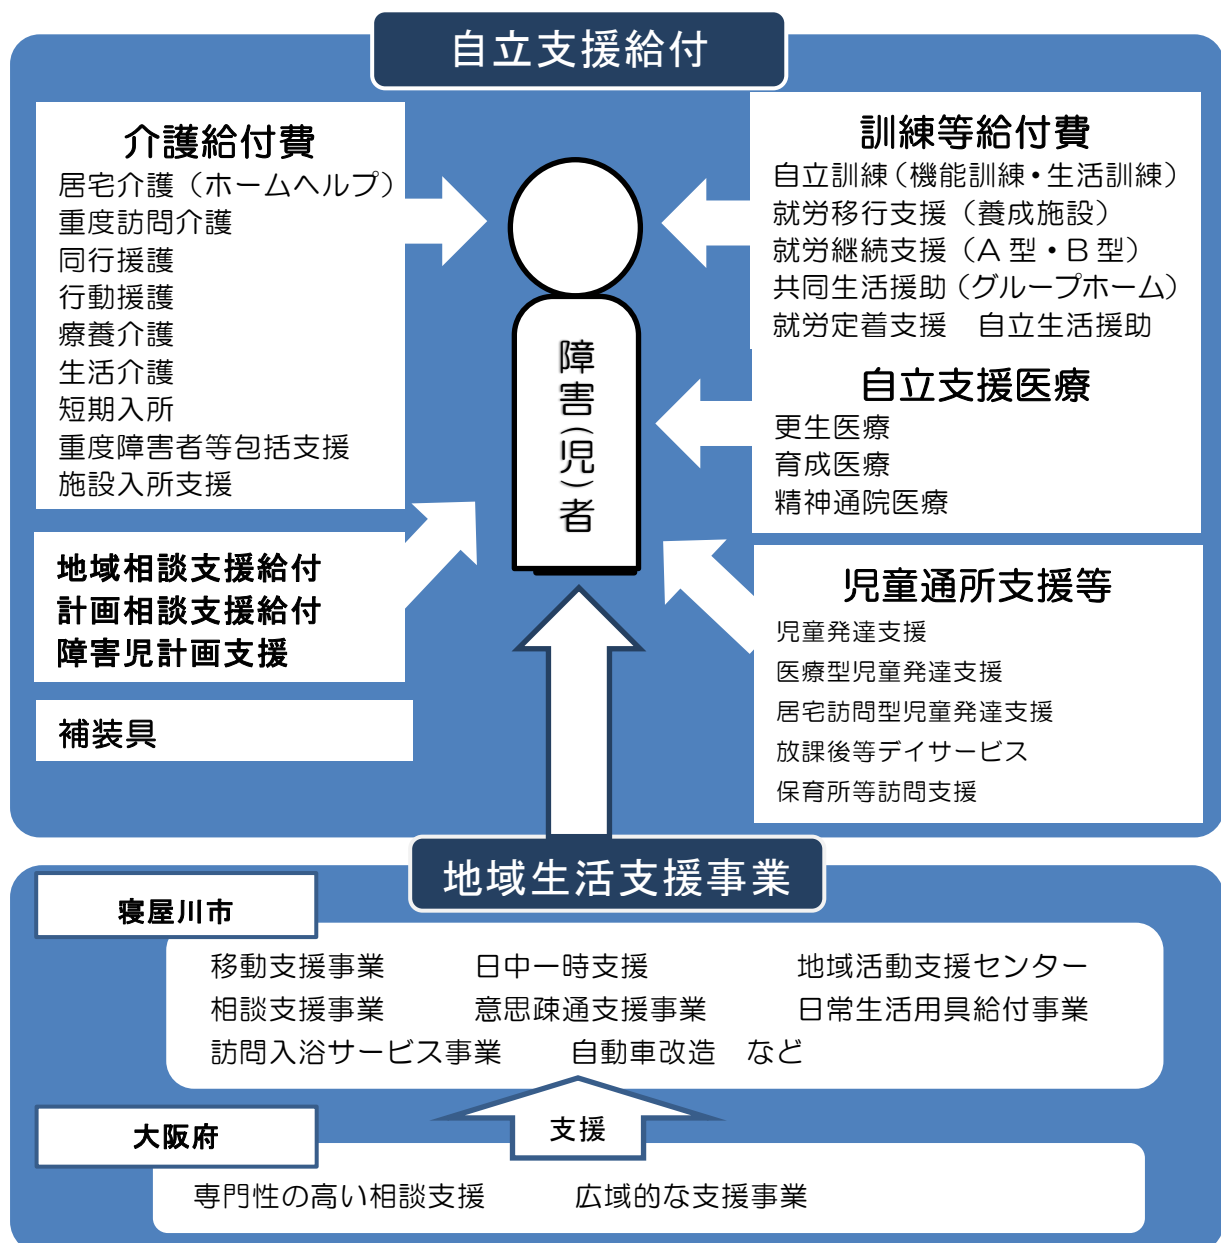 自立支援給付
介護給付費
居宅介護（ホームヘルプ）
重度訪問介護
同行援護
行動援護
療養介護
生活介護
短期入所
重度障害者等包括支援
施設入所支援
地域相談支援給付
計画相談支援給付
障害児計画支援
補装具
障害（児）者
訓練等給付費
自立訓練（機能訓練・生活訓練）
就労移行支援（養成施設）
就労継続支援（A型・B型）
共同生活援助（グループホーム）
就労定着支援　自立生活援助
自立支援医療
更生医療
育成医療
精神通院医療
児童通所支援等
児童発達支援
医療型児童発達支援
居宅訪問型児童発達支援
放課後等デイサービス
保育所等訪問支援
地域生活支援事業
寝屋川市
移動支援事業　日中一時支援　地域活動支援センター
相談支援事業　意思疎通支援事業　日常生活用具給付事業
訪問入浴サービス事業　自動車改造　など
支援
大阪府
専門性の高い相談支援　広域的な支援事業